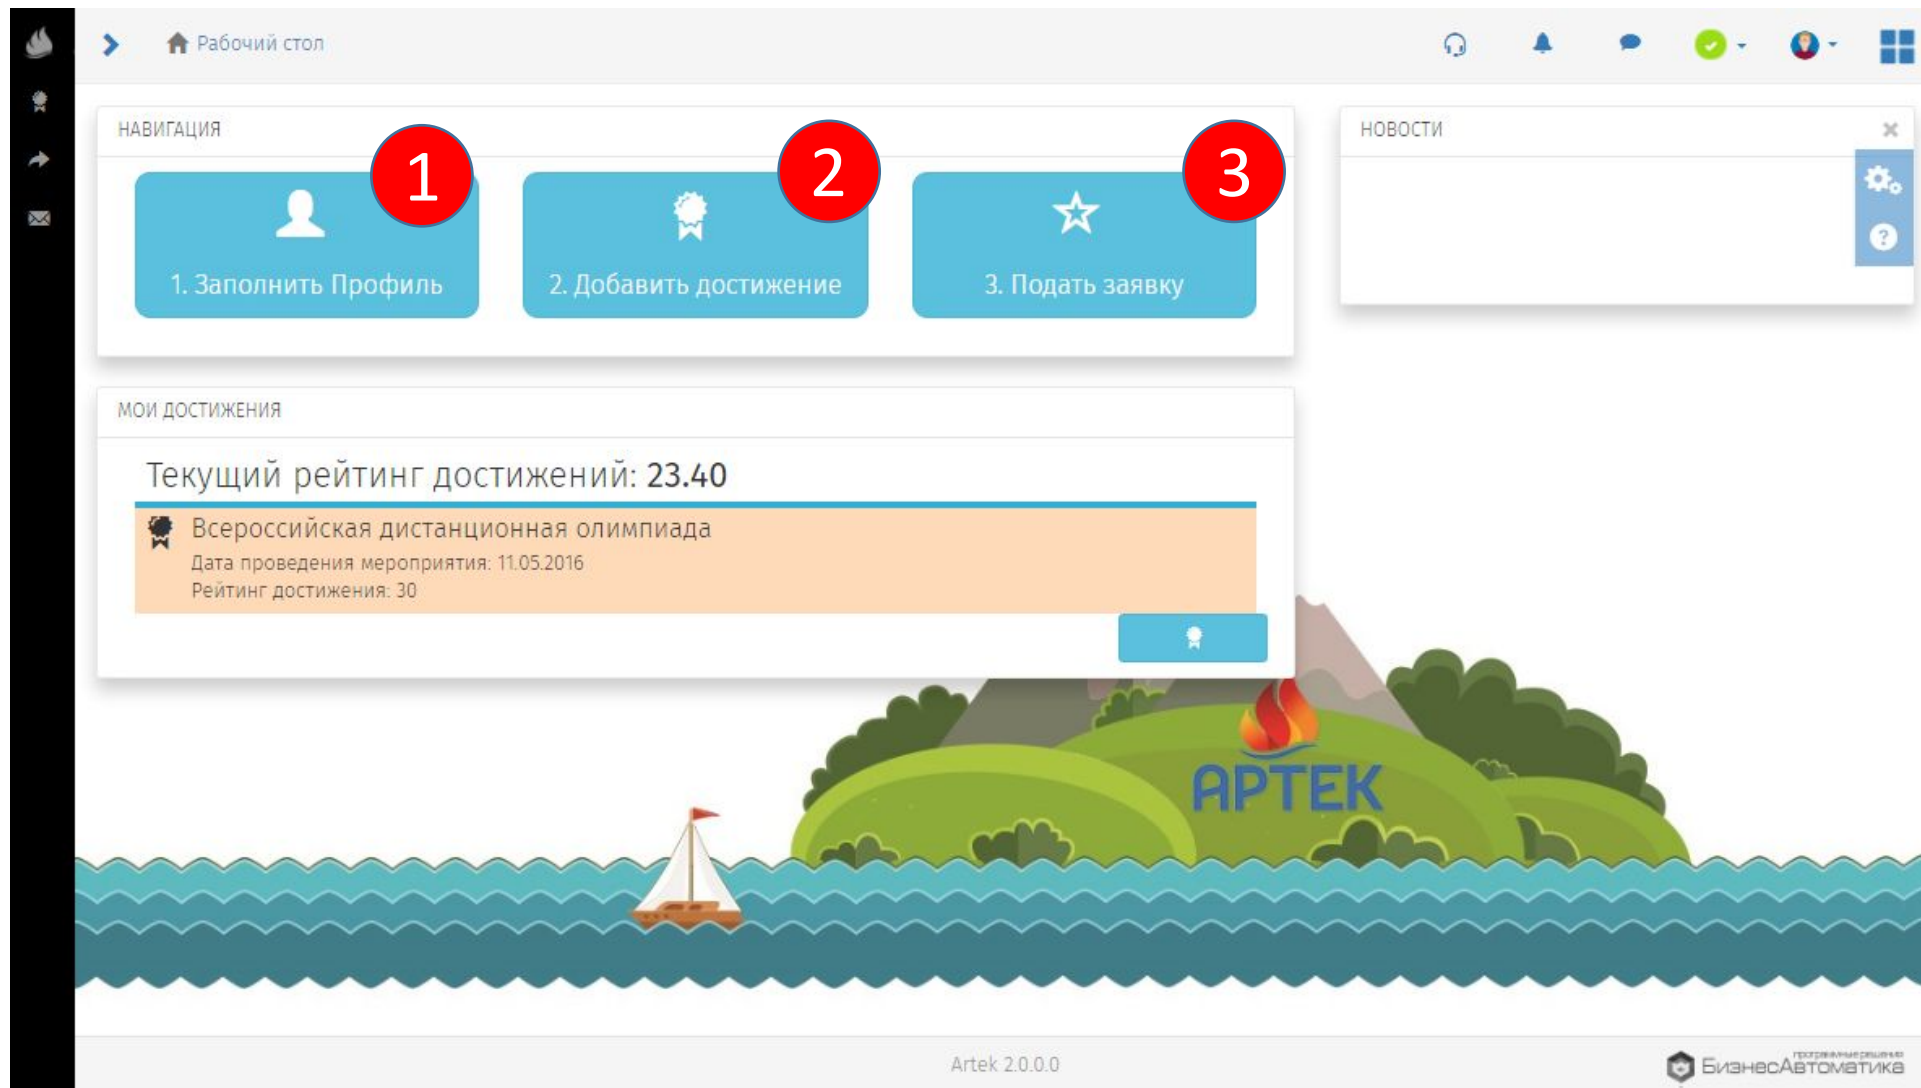 Рабочий стол
НАВИГАЦИЯ
1
2
3
1. Заполнить Профиль
2. Добавить достижение
3. Подать заявку
НОВОСТИ
МОИ ДОСТИЖЕНИЯ
Текущий рейтинг достижений: 23.40
Всероссийская дистанционная олимпиада
Дата проведения мероприятия: 11.05.2016
Рейтинг достижения: 30
АРТЕК
Artek 2.0.0.0
программные решения
БизнесАвтоматика